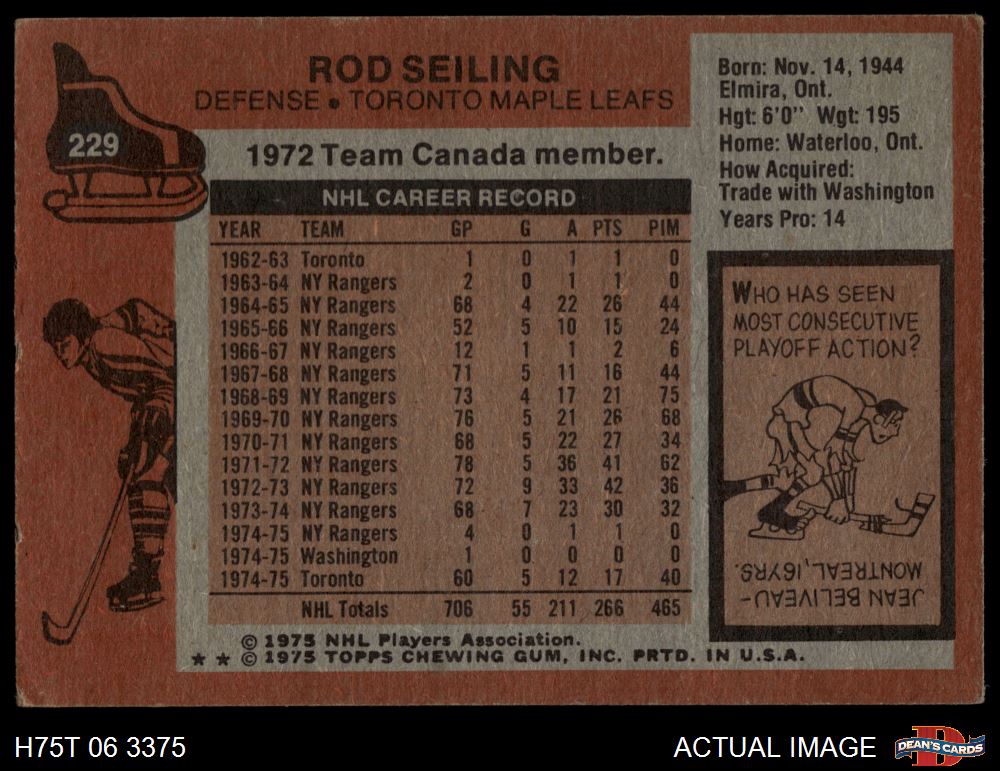 229
ROD SEILING
DEFENSE • TORONTO MAPLE LEAFS
1972 Team Canada member.
NHL CAREER RECORD
YEAR TEAM GP G A PTS PIM
1962-63 Toronto 1 0 1 1 0
1963-64 NY Rangers 2 0 1 1 0
1964-65 NY Rangers 68 4 22 26 44
1965-66 NY Rangers 52 5 10 15 24
1966-67 NY Rangers 12 1 1 2 6
1967-68 NY Rangers 71 5 11 16 44
1968-69 NY Rangers 73 4 17 21 75
1969-70 NY Rangers 76 5 21 26 68
1970-71 NY Rangers 68 5 22 27 34
1971-72 NY Rangers 78 5 36 41 62
1972-73 NY Rangers 72 9 33 42 36
1973-74 NY Rangers 68 7 23 30 32
1974-75 NY Rangers 4 0 1 1 0
1974-75 Washington 1 0 0 0 0
1974-75 Toronto 60 5 12 17 40
NHL Totals 706 55 211 266 465
© 1975 NHL Players Association.
★ ★ © 1975 TOPPS CHEWING GUM, INC. PRTD. IN U.S.A.
Born: Nov. 14, 1944
Elmira, Ont.
Hgt: 6'0" Wgt: 195
Home: Waterloo, Ont.
How Acquired:
Trade with Washington
Years Pro: 14
WHO HAS SEEN
MOST CONSECUTIVE
PLAYOFF ACTION?
JEAN BELIVEAU-
MONTREAL, 16YRS.
H75T 06 3375
ACTUAL IMAGE
DEAN'S CARDS